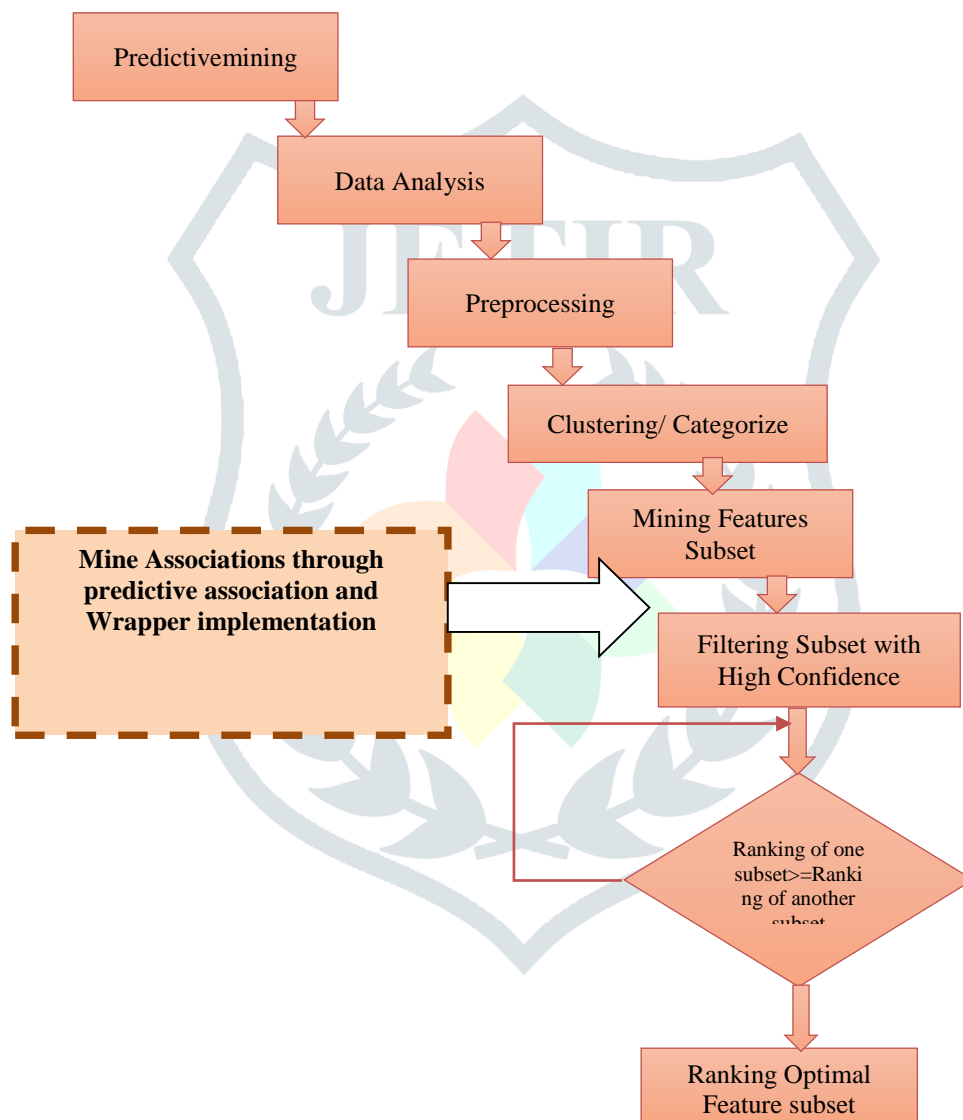 Predictivemining
Data Analysis
JETIR
Preprocessing
Clustering/ Categorize
Mining Features
Subset
Mine Associations through
predictive association and
Wrapper implementation
Filtering Subset with
High Confidence
Ranking of one
subset>=Ranki
ng of another
subset
Ranking Optimal
Feature subset